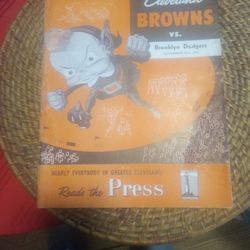 Cleveland
BROWNS
VS.
Brooklyn Dodgers
NEARLY EVERYBODY IN GREATER CLEVELAND
Reads the Press